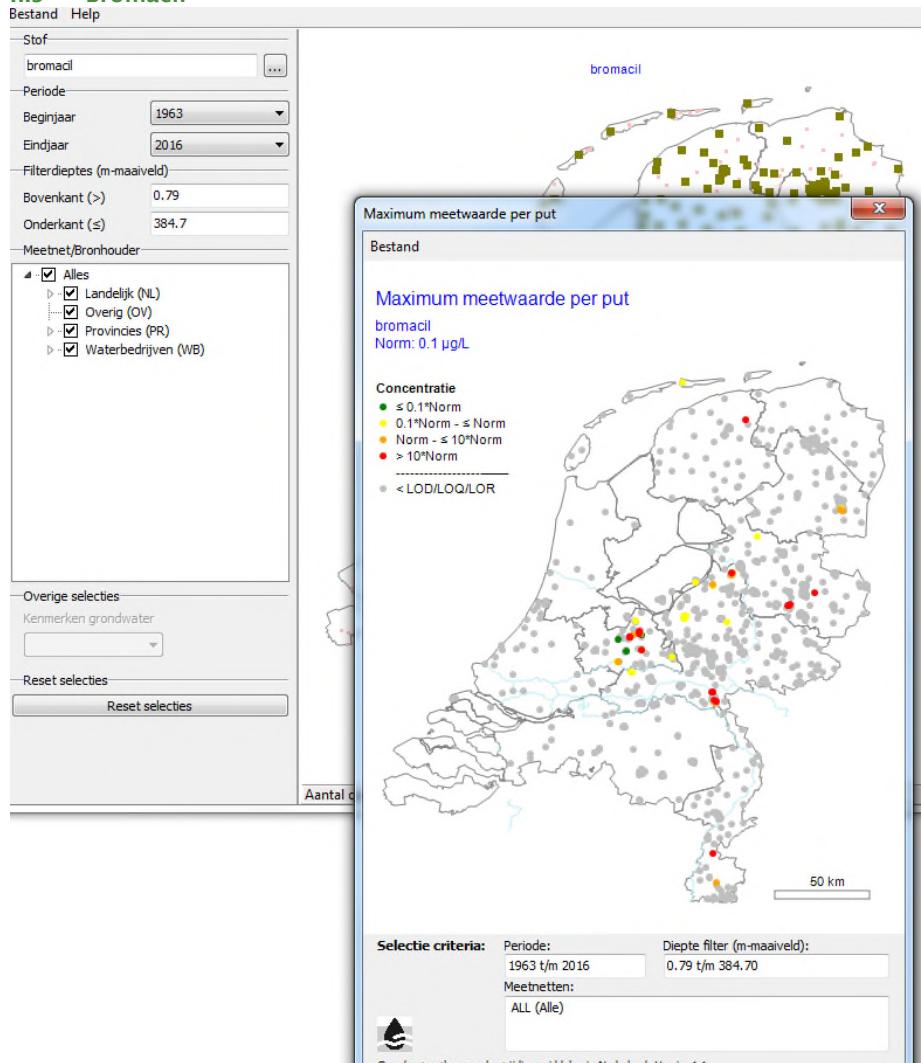 Bromacil
Bestand Help
Stof
bromacil
...
Periode
Beginjaar 1963
Eindjaar 2016
Filterdieptes (m-maaiveld)
Bovenkant (>) 0.79
Onderkant (≤) 384.7
Meetnet/Bronhouder
Alles
Landelijk (NL)
Overig (OV)
Provincies (PR)
Waterbedrijven (WB)
Overige selecties
Kenmerken grondwater
Reset selecties
Reset selecties
bromacil
Aantal
Maximum meetwaarde per put
Bestand
Maximum meetwaarde per put
bromacil
Norm: 0.1 µg/L
Concentratie
≤ 0.1*Norm
0.1*Norm - ≤ Norm
Norm - ≤ 10*Norm
> 10*Norm
< LOD/LOQ/LOR
50 km
Selectie criteria: Periode: Diepte filter (m-maaiveld):
1963 t/m 2016 0.79 t/m 384.70
Meetnetten:
ALL (Alle)